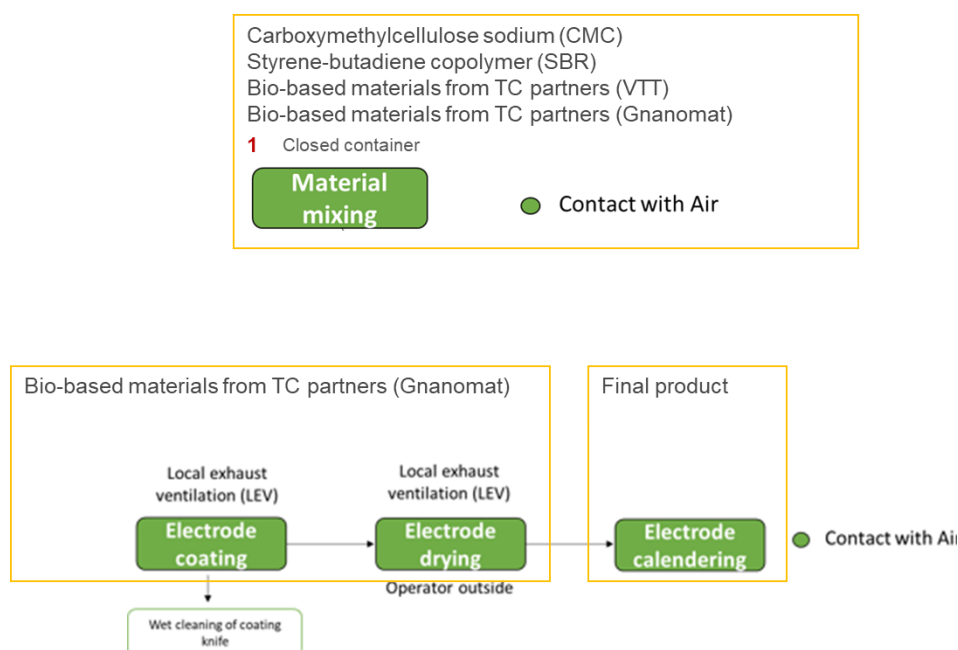 Carboxymethylcellulose sodium (CMC)
Styrene-butadiene copolymer (SBR)
Bio-based materials from TC partners (VTT)
Bio-based materials from TC partners (Gnanomat)
1 Closed container
Material
mixing
Contact with Air
Bio-based materials from TC partners (Gnanomat)
Final product
Local exhaust
ventilation (LEV)
Local exhaust
ventilation (LEV)
Electrode
coating
Electrode
drying
Electrode
calendering
Contact with Air
Operator outside
Wet cleaning of coating
knife